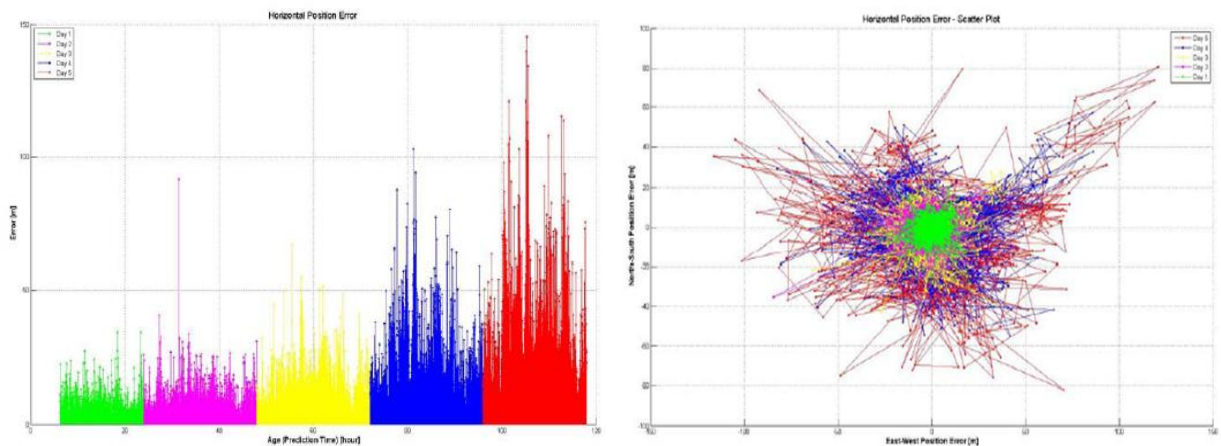 Horizontal Position Error
150
100
50
0
Error [m]
Day 1
Day 2
Day 3
Day 4
Day 5
0 20 40 60 80 100 120
Age (Prediction Time) [hour]
Horizontal Position Error - Scatter Plot
100
80
60
40
20
0
-20
-40
-60
-80
-100
North-South Position Error [m]
Day 5
Day 4
Day 3
Day 2
Day 1
-150 -100 -50 0 50 100 150
East-West Position Error [m]